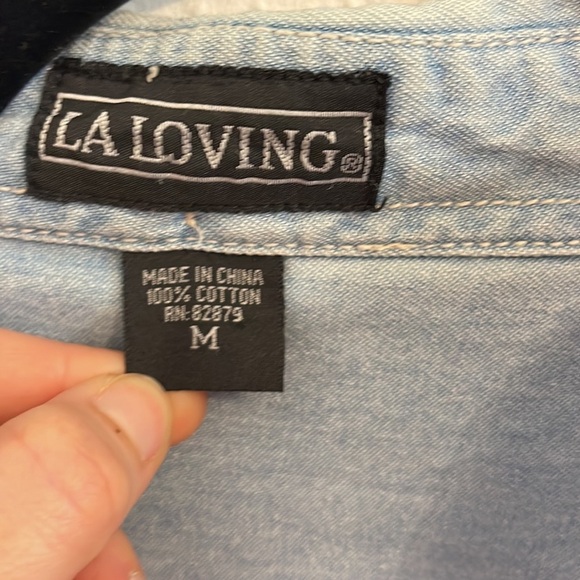 LA LOVING®
MADE IN CHINA
100% COTTON
RN:82879
M